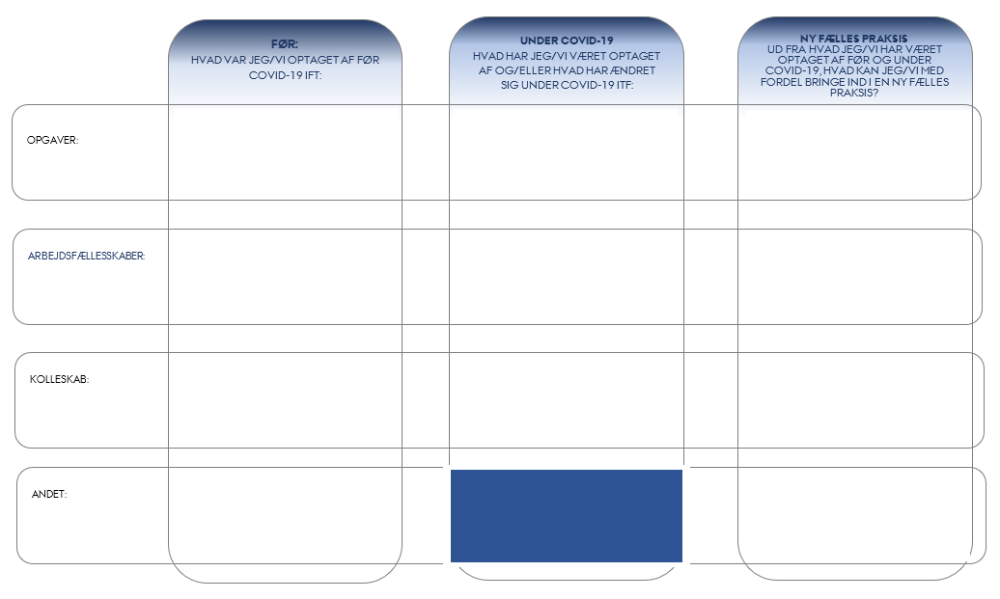 FØR:
HVAD VAR JEG/VI OPTAGET AF FØR
COVID-19 IFT:
UNDER COVID-19
HVAD HAR JEG/VI VÆRET OPTAGET
AF OG/ELLER HVAD HAR ÆNDRET
SIG UNDER COVID-19 ITF:
NY FÆLLES PRAKSIS
UD FRA HVAD JEG/VI HAR VÆRET
OPTAGET AF FØR OG UNDER
COVID-19, HVAD KAN JEG/VI MED
FORDEL BRINGE IND I EN NY FÆLLES
PRAKSIS?
OPGAVER:
ARBEJDSFÆLLESSKABER:
KOLLESKAB:
ANDET: